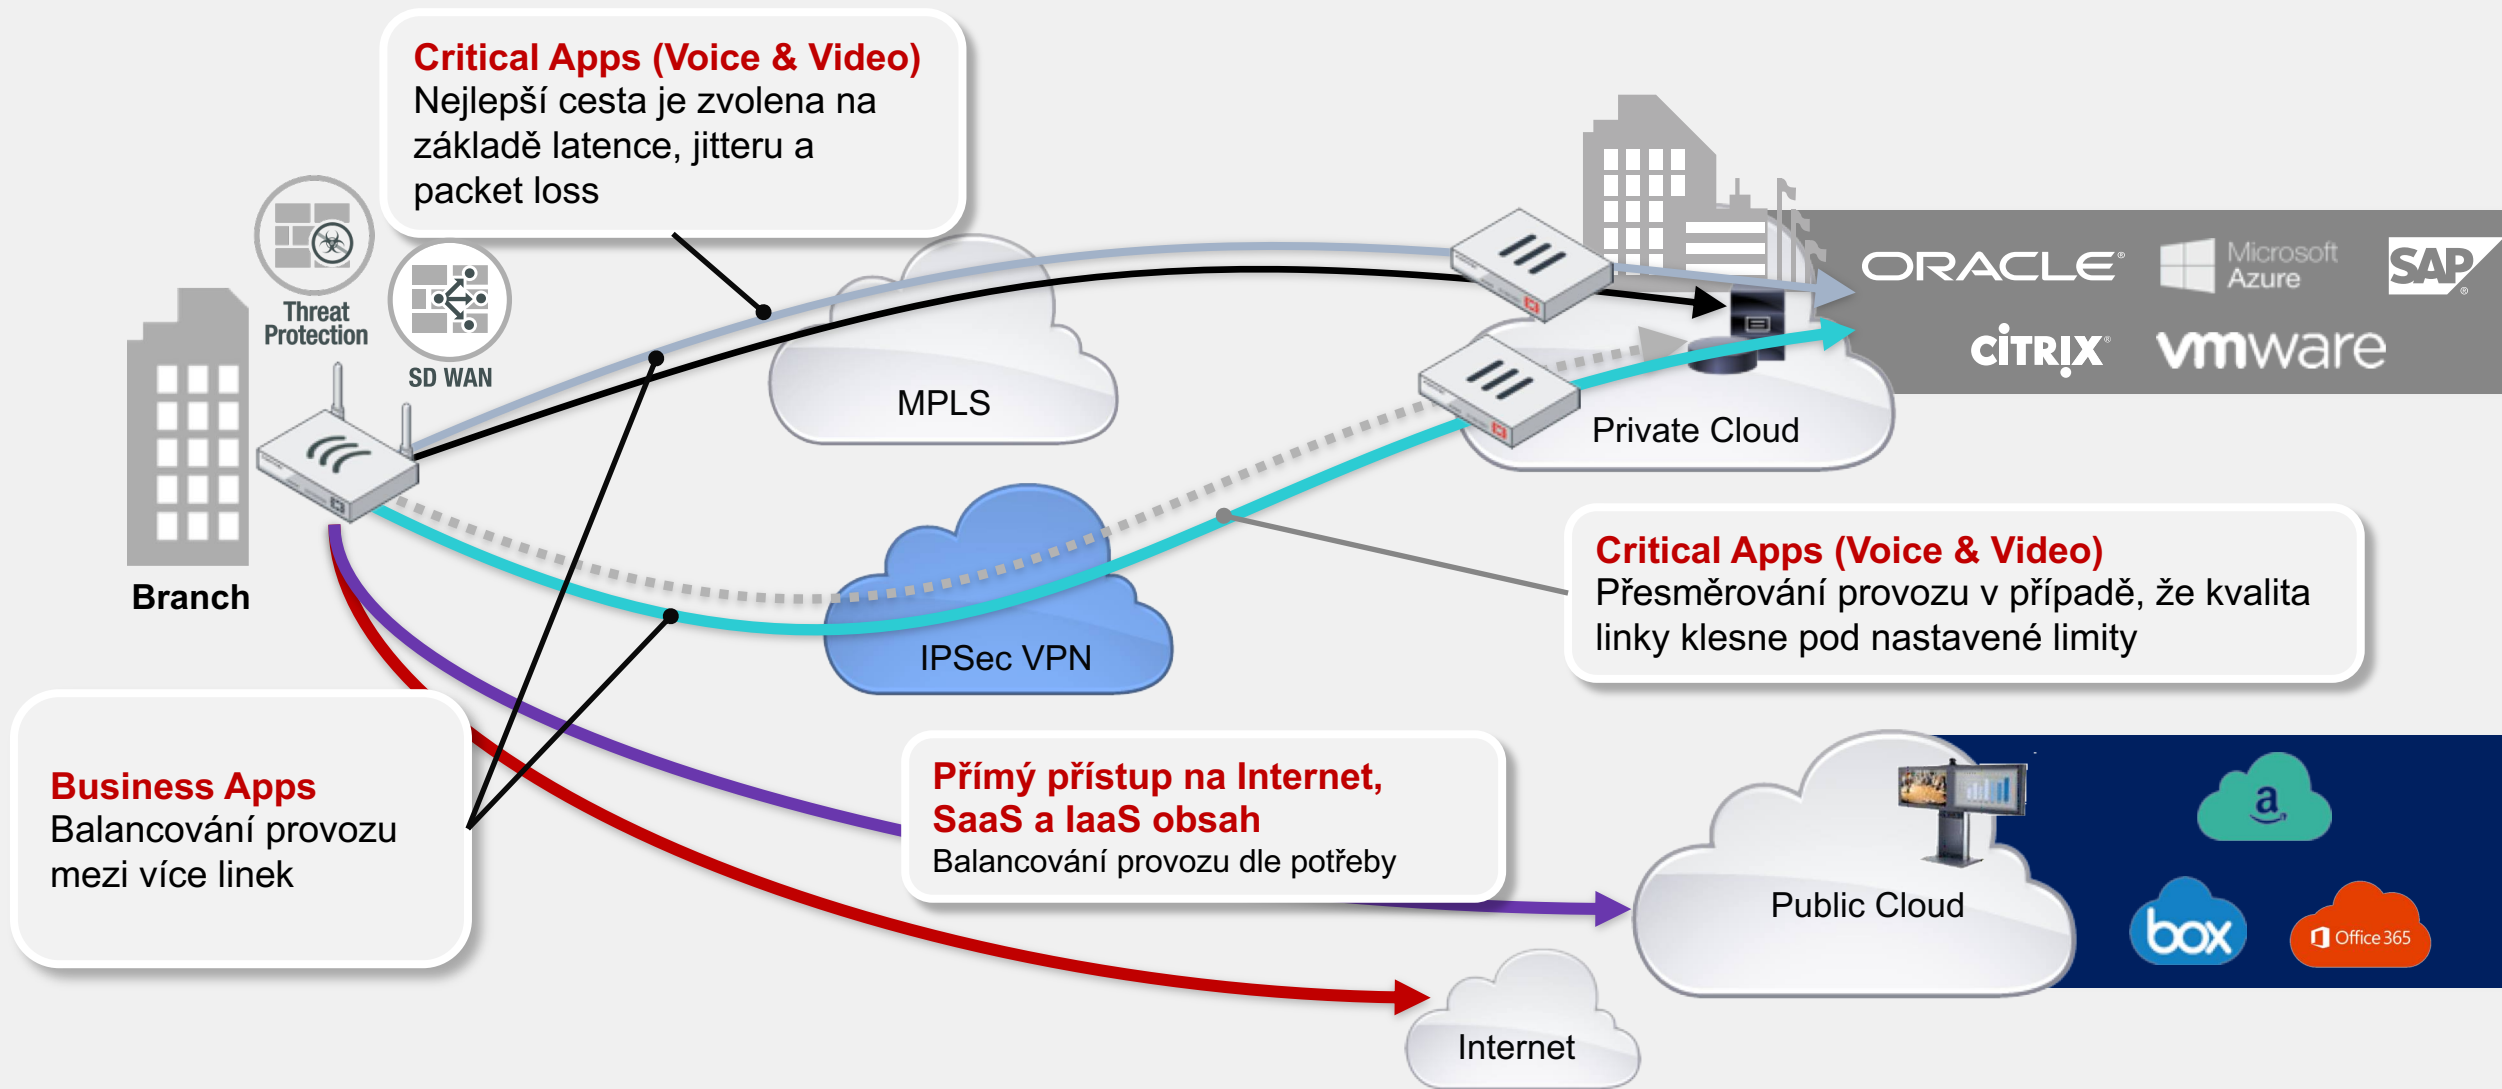 Critical Apps (Voice & Video)
Nejlepší cesta je zvolena na
základě latence, jitteru a
packet loss
Threat
Protection
SD WAN
Branch
MPLS
IPSec VPN
Private Cloud
ORACLE®
Microsoft
Azure
SAP®
CİTRIX®
vmware
Critical Apps (Voice & Video)
Přesměrování provozu v případě, že kvalita
linky klesne pod nastavené limity
Business Apps
Balancování provozu
mezi více linek
Přímý přístup na Internet,
SaaS a IaaS obsah
Balancování provozu dle potřeby
Public Cloud
a
box
Office 365
Internet